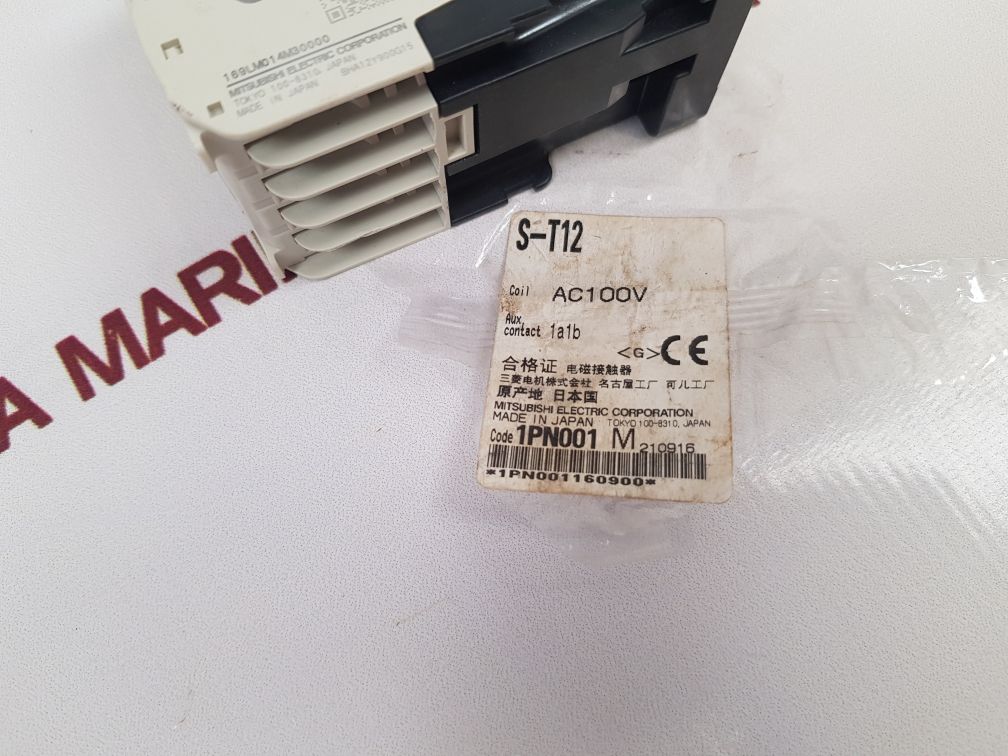 169LM014M30000
MITSUBISHI ELECTRIC CORPORATION
TOKYO 100-8310, JAPAN BHA12Y900G15
MADE IN JAPAN
A MARI
S-T12
Coil AC100V
Aux.
contact 1a1b
<G> CE
合格证 电磁接触器
三菱电机株式会社 名古屋工厂 可儿工厂
原产地 日本国
MITSUBISHI ELECTRIC CORPORATION
MADE IN JAPAN TOKYO 100-8310, JAPAN
Code 1PN001 M 210916
*1PN001160900*